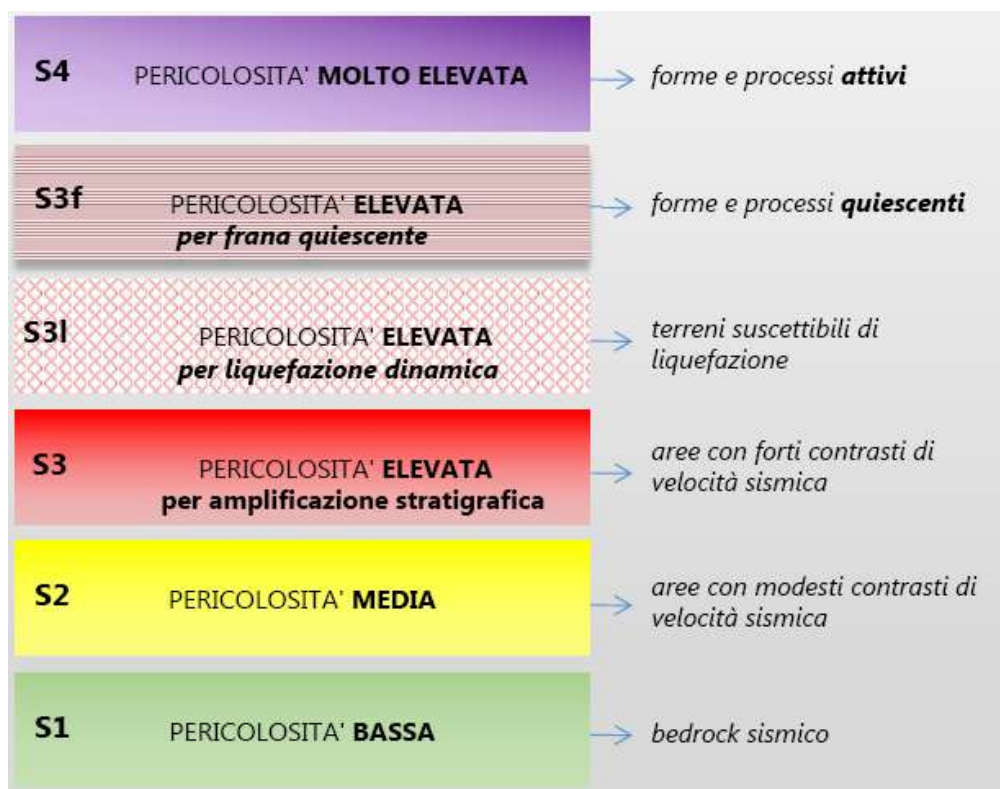 S4 PERICOLOSITA' MOLTO ELEVATA
forme e processi attivi
S3f PERICOLOSITA' ELEVATA
per frana quiescente
forme e processi quiescenti
S3l PERICOLOSITA' ELEVATA
per liquefazione dinamica
terreni suscettibili di
liquefazione
S3 PERICOLOSITA' ELEVATA
per amplificazione stratigrafica
aree con forti contrasti di
velocità sismica
S2 PERICOLOSITA' MEDIA
aree con modesti contrasti di
velocità sismica
S1 PERICOLOSITA' BASSA
bedrock sismico